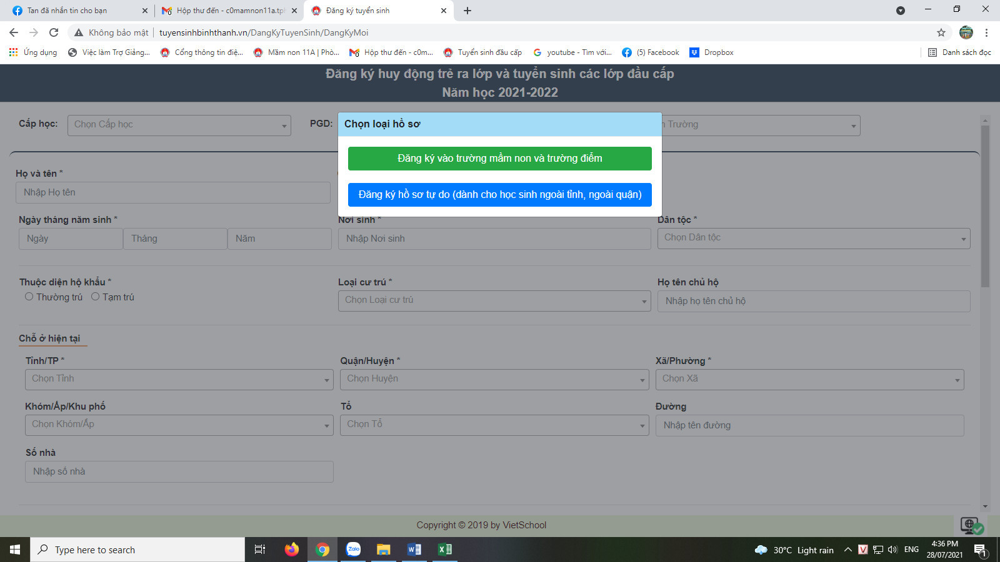 Tan đã nhắn tin cho bạn
Hộp thư đến - c0mamnon11a.tpl
Đăng ký tuyển sinh
Không bảo mật
tuyensinhbinhthanh.vn/DangKyTuyenSinh/DangKyMoi
Ứng dụng
Việc làm Trợ Giảng...
Cổng thông tin điệ...
Mầm non 11A | Phò...
Hộp thư đến - c0m...
Tuyển sinh đầu cấp
youtube - Tìm với...
(5) Facebook
Dropbox
Danh sách đọc
Đăng ký huy động trẻ ra lớp và tuyển sinh các lớp đầu cấp
Năm học 2021-2022
Cấp học:
Chọn Cấp học
PGD:
Trường
Chọn loại hồ sơ
Đăng ký vào trường mầm non và trường điểm
Đăng ký hồ sơ tự do (dành cho học sinh ngoài tỉnh, ngoài quận)
Họ và tên *
Nhập Họ tên
Ngày tháng năm sinh *
Ngày
Tháng
Năm
Nơi sinh *
Nhập Nơi sinh
Dân tộc *
Chọn Dân tộc
Thuộc diện hộ khẩu *
Thường trú
Tạm trú
Loại cư trú *
Chọn Loại cư trú
Họ tên chủ hộ
Nhập họ tên chủ hộ
Chỗ ở hiện tại
Tỉnh/TP *
Chọn Tỉnh
Quận/Huyện *
Chọn Huyện
Xã/Phường *
Chọn Xã
Khóm/Ấp/Khu phố
Chọn Khóm/Ấp
Tổ
Chọn Tổ
Đường
Nhập tên đường
Số nhà
Nhập số nhà
Copyright © 2019 by VietSchool
Type here to search
Zalo
30°C Light rain
ENG
4:36 PM
28/07/2021
1